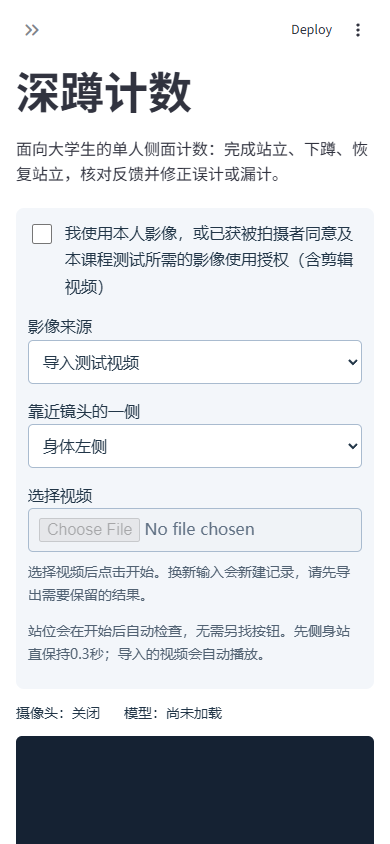 Deploy
深蹲计数
面向大学生的单人侧面计数：完成站立、下蹲、恢
复站立，核对反馈并修正误计或漏计。
我使用本人影像，或已获被拍摄者同意及
本课程测试所需的影像使用授权（含剪辑
视频）
影像来源
导入测试视频
靠近镜头的一侧
身体左侧
选择视频
Choose File No file chosen
选择视频后点击开始。换新输入会新建记录，请先导
出需要保留的结果。
站位会在开始后自动检查，无需另找按钮。先侧身站
直保持0.3秒；导入的视频会自动播放。
摄像头：关闭 模型：尚未加载